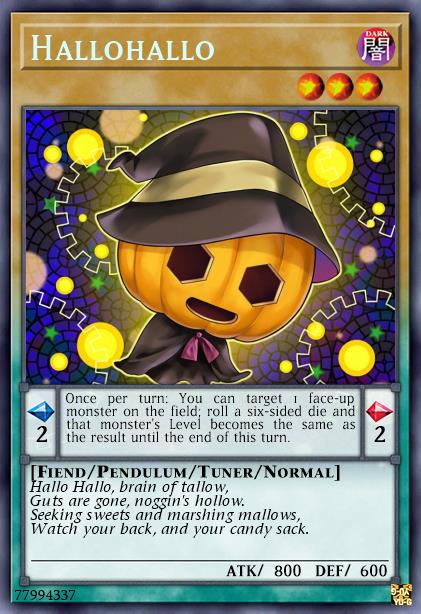 Hallohallo
DARK
闇
Once per turn: You can target 1 face-up
monster on the field; roll a six-sided die and
that monster's Level becomes the same as
the result until the end of this turn.
2
2
[Fiend/Pendulum/Tuner/Normal]
Hallo Hallo, brain of tallow,
Guts are gone, noggin's hollow.
Seeking sweets and marshing mallows,
Watch your back, and your candy sack.
ATK/ 800 DEF/ 600
77994337